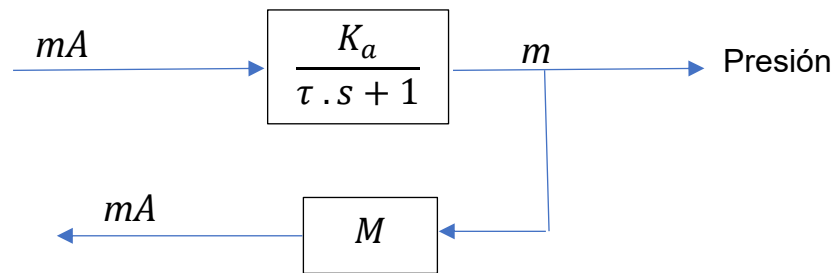 mA
K_a
τ . s + 1
m
Presión
mA
M